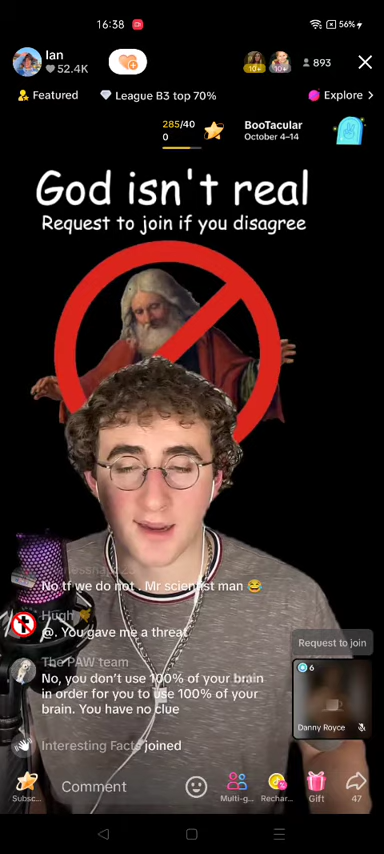 16:38
56%
Ian
52.4K
10+
10+
893
Featured
League B3 top 70%
Explore
285/40
0
BooTacular
October 4–14
God isn't real
Request to join if you disagree
No tf we do not . Mr scientist man 😂
Hugh
@. You gave me a threat
The PAW team
No, you don't use 100% of your brain
in order for you to use 100% of your
brain. You have no clue
Interesting Facts joined
Request to join
6
Danny Royce
Comment
Subsc...
Multi-g...
Rechar...
Gift
47